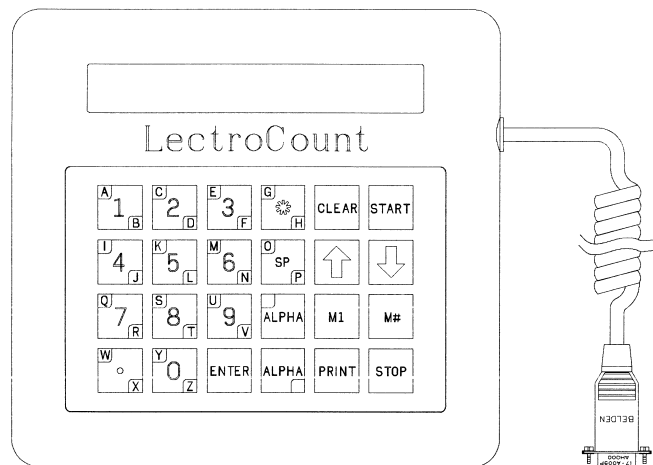 LectroCount
A 1 B C 2 D E 3 F G H CLEAR START
I 4 J K 5 L M 6 N O SP P
Q 7 R S 8 T U 9 V ALPHA M1 M#
W X Y 0 Z ENTER ALPHA PRINT STOP
BELDEN